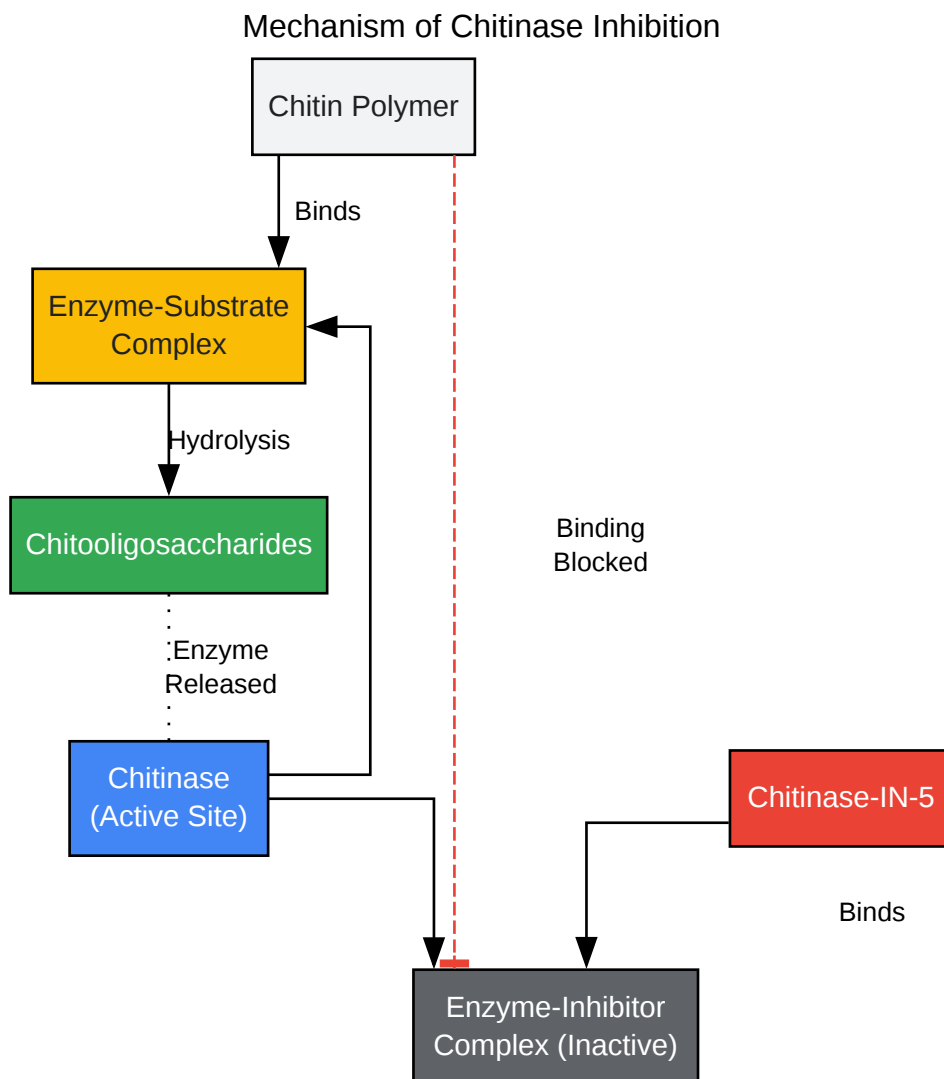 Mechanism of Chitinase Inhibition
Chitin Polymer
Binds
Enzyme-Substrate
Complex
Hydrolysis
Chitooligosaccharides
Binding
Blocked
Enzyme
Released
Chitinase
(Active Site)
Chitinase-IN-5
Binds
Enzyme-Inhibitor
Complex (Inactive)